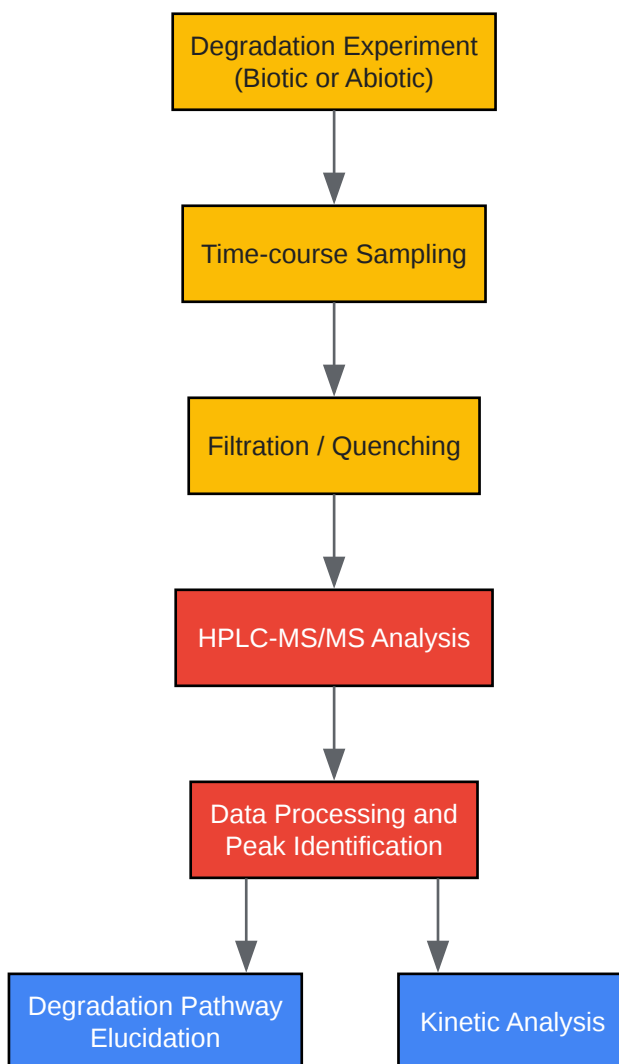 Degradation Experiment
(Biotic or Abiotic)
Time-course Sampling
Filtration / Quenching
HPLC-MS/MS Analysis
Data Processing and
Peak Identification
Degradation Pathway
Elucidation
Kinetic Analysis